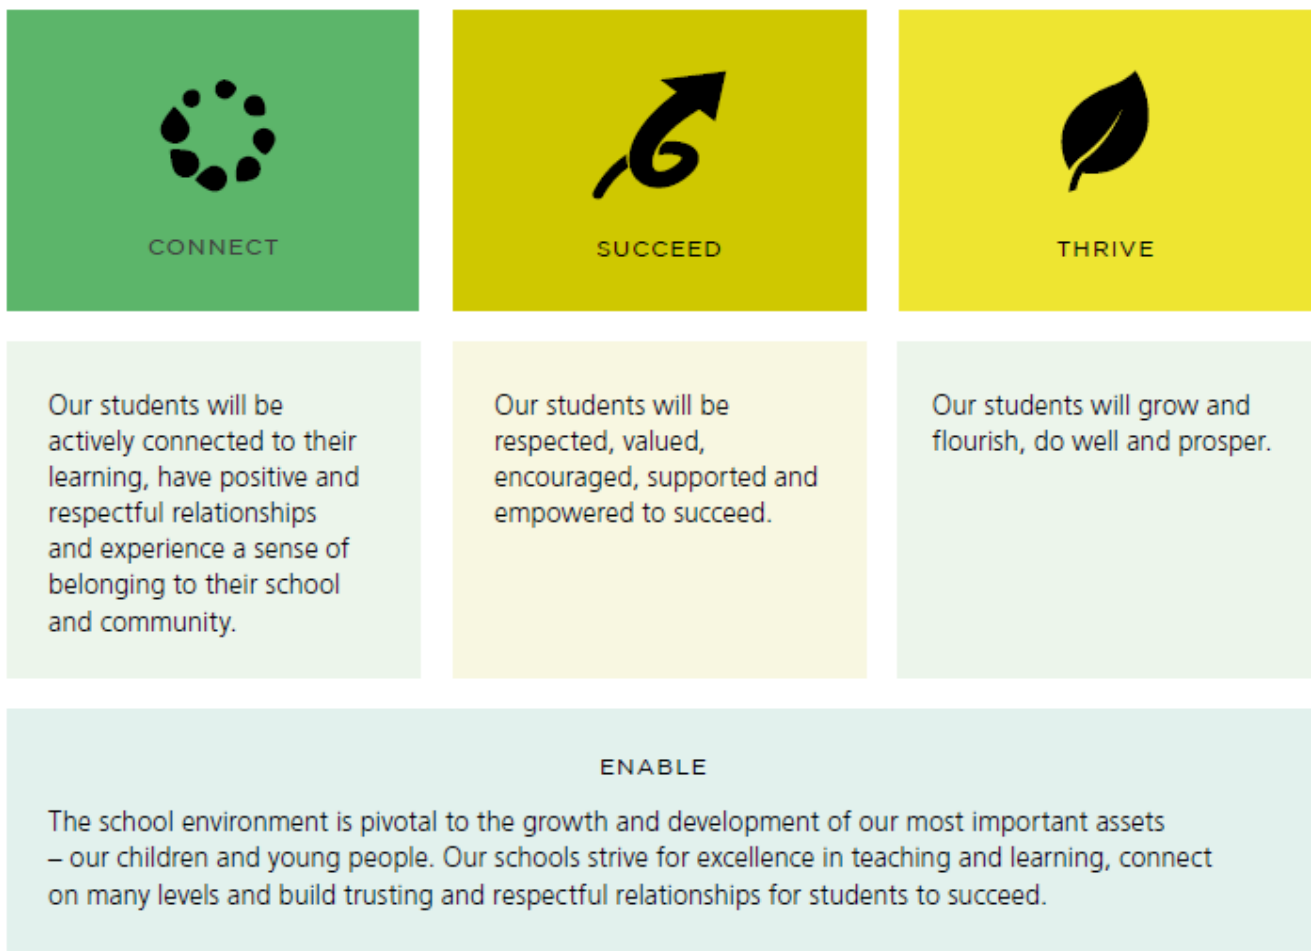 CONNECT
SUCCEED
THRIVE
Our students will be
actively connected to their
learning, have positive and
respectful relationships
and experience a sense of
belonging to their school
and community.
Our students will be
respected, valued,
encouraged, supported and
empowered to succeed.
Our students will grow and
flourish, do well and prosper.
ENABLE
The school environment is pivotal to the growth and development of our most important assets
– our children and young people. Our schools strive for excellence in teaching and learning, connect
on many levels and build trusting and respectful relationships for students to succeed.